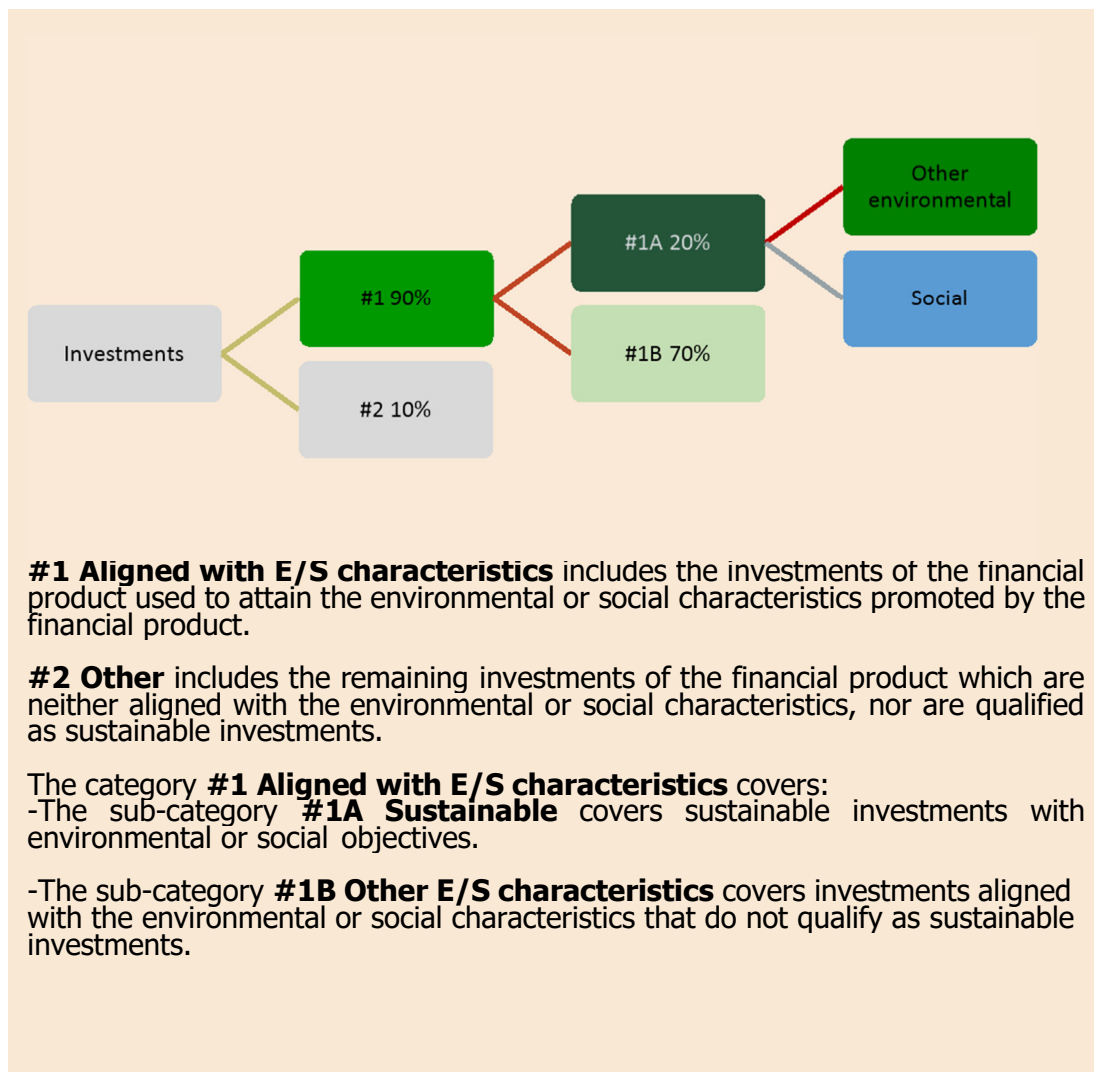 Other
environmental
#1A 20%
#1 90%
Social
Investments
#1B 70%
#2 10%
#1 Aligned with E/S characteristics includes the investments of the financial
product used to attain the environmental or social characteristics promoted by the
financial product.
#2 Other includes the remaining investments of the financial product which are
neither aligned with the environmental or social characteristics, nor are qualified
as sustainable investments.
The category #1 Aligned with E/S characteristics covers:
-The sub-category #1A Sustainable covers sustainable investments with
environmental or social objectives.
-The sub-category #1B Other E/S characteristics covers investments aligned
with the environmental or social characteristics that do not qualify as sustainable
investments.